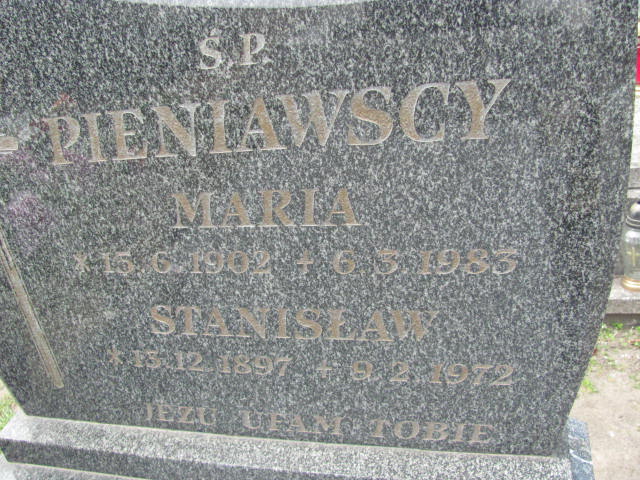 Ś.P.
PIENIAWSCY
MARIA
* 15.6.1902 + 6.3.1983
STANISŁAW
* 13.12.1897 + 9.2.1972
JEZU UFAM TOBIE